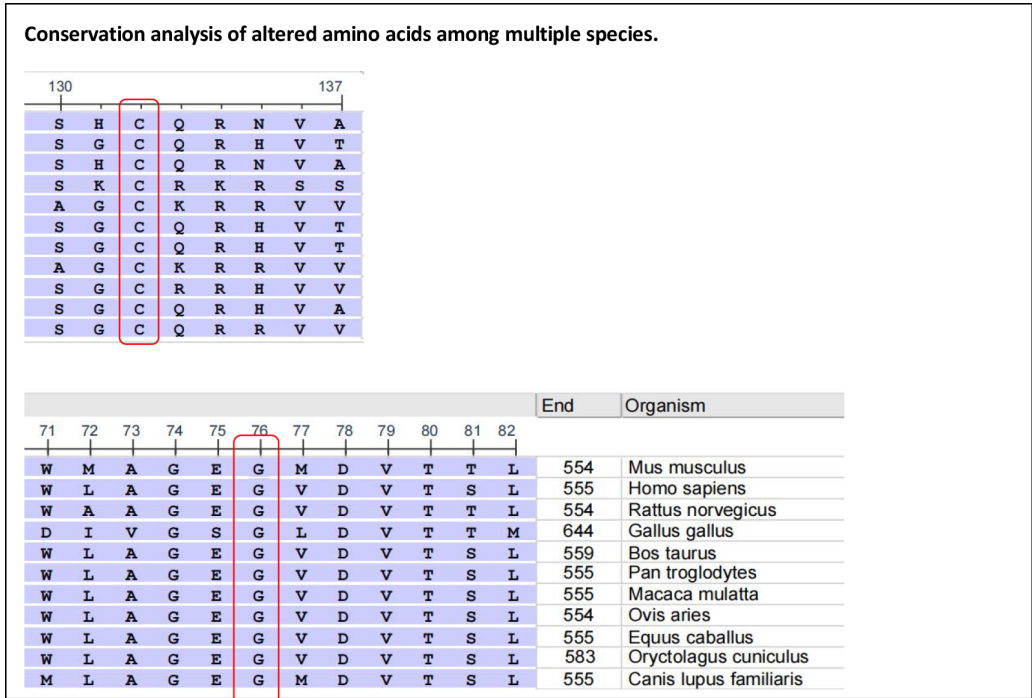 Conservation analysis of altered amino acids among multiple species.
130 137
S H C Q R N V A
S G C Q R H V T
S H C Q R N V A
S K C R K R S S
A G C K R R V V
S G C Q R H V T
S G C Q R H V T
A G C K R R V V
S G C R R H V V
S G C Q R H V A
S G C Q R R V V
End Organism
71 72 73 74 75 76 77 78 79 80 81 82
W M A G E G M D V T T L 554 Mus musculus
W L A G E G V D V T S L 555 Homo sapiens
W A A G E G V D V T T L 554 Rattus norvegicus
D I V G S G L D V T T M 644 Gallus gallus
W L A G E G V D V T S L 559 Bos taurus
W L A G E G V D V T S L 555 Pan troglodytes
W L A G E G V D V T S L 555 Macaca mulatta
W L A G E G V D V T S L 554 Ovis aries
W L A G E G V D V T S L 555 Equus caballus
W L A G E G V D V T S L 583 Oryctolagus cuniculus
M L A G E G M D V T S L 555 Canis lupus familiaris